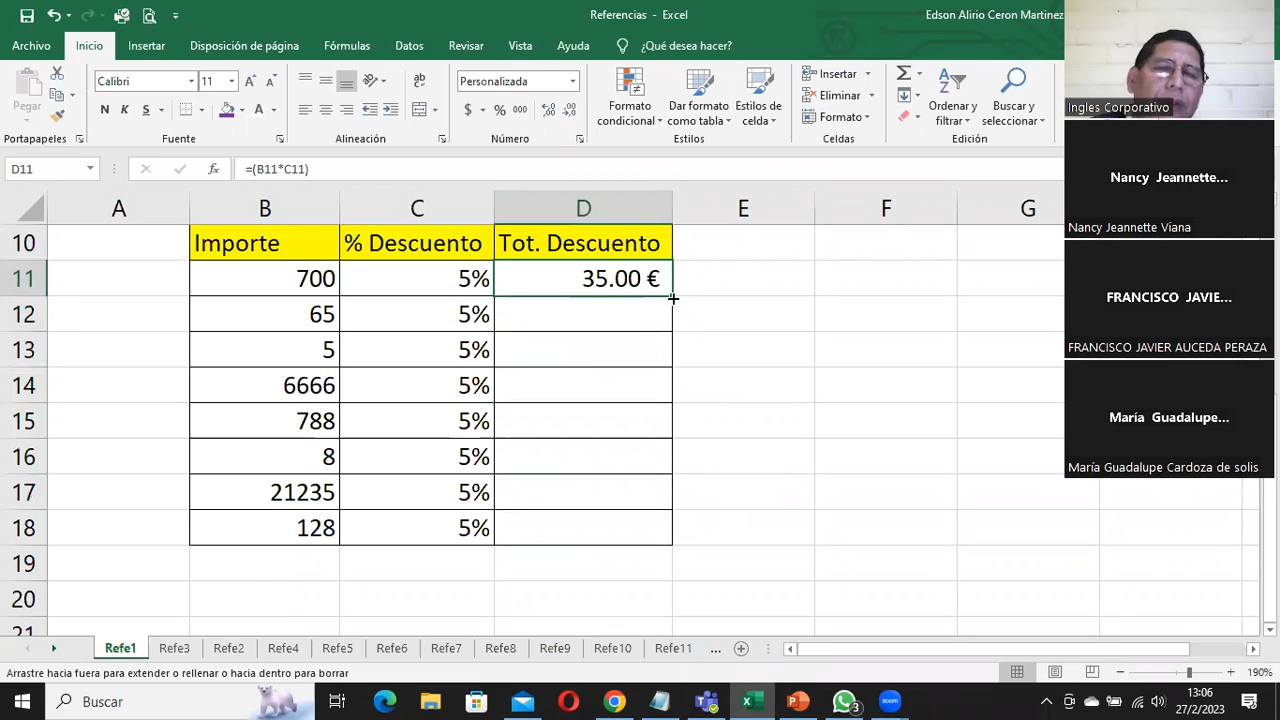 Referencias - Excel
Edson Alirio Ceron Martinez
Archivo Inicio Insertar Disposición de página Fórmulas Datos Revisar Vista Ayuda ¿Qué desea hacer?
Pegar
Calibri 11
N K S
Personalizada
$ % 000
Formato condicional
Dar formato como tabla
Estilos de celda
Insertar
Eliminar
Formato
Ordenar y filtrar
Buscar y seleccionar
Portapapeles Fuente Alineación Número Estilos Celdas Edición
D11 fx =(B11*C11)
A B C D E F G
10 Importe % Descuento Tot. Descuento
11 700 5% 35.00 €
12 65 5%
13 5 5%
14 6666 5%
15 788 5%
16 8 5%
17 21235 5%
18 128 5%
19
20
21
Refe1 Refe3 Refe2 Refe4 Refe5 Refe6 Refe7 Refe8 Refe9 Refe10 Refe11 ...
Arrastre hacia fuera para extender o rellenar o hacia dentro para borrar
190%
Buscar
3
zoom
13:06
27/2/2023
Ingles Corporativo
Nancy Jeannette...
Nancy Jeannette Viana
FRANCISCO JAVIE...
FRANCISCO JAVIER AUCEDA PERAZA
María Guadalupe...
María Guadalupe Cardoza de solis